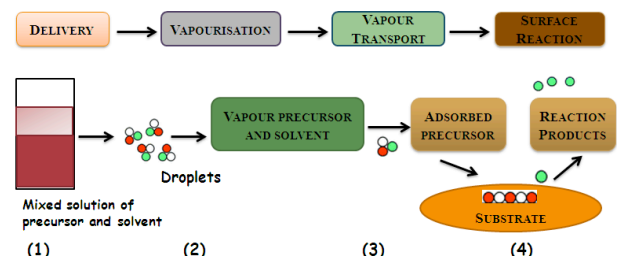 DELIVERY
VAPOURISATION
VAPOUR
TRANSPORT
SURFACE
REACTION
VAPOUR PRECURSOR
AND SOLVENT
ADSORBED
PRECURSOR
REACTION
PRODUCTS
Droplets
Mixed solution of
precursor and solvent
SUBSTRATE
(1)
(2)
(3)
(4)